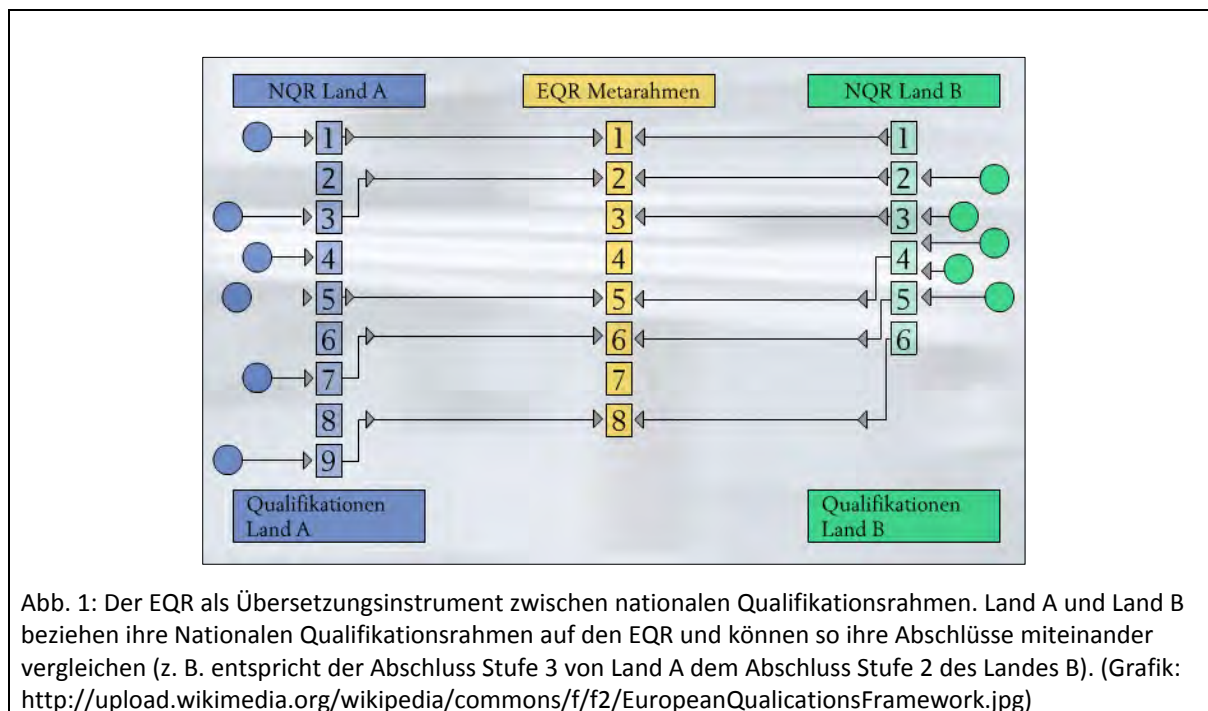 NQR Land A EQR Metarahmen NQR Land B
1 1 1
2 2 2
3 3 3
4 4 4
5 5 5
6 6 6
7 7
8 8
9
Qualifikationen Qualifikationen
Land A Land B
Abb. 1: Der EQR als Übersetzungsinstrument zwischen nationalen Qualifikationsrahmen. Land A und Land B
beziehen ihre Nationalen Qualifikationsrahmen auf den EQR und können so ihre Abschlüsse miteinander
vergleichen (z. B. entspricht der Abschluss Stufe 3 von Land A dem Abschluss Stufe 2 des Landes B). (Grafik:
http://upload.wikimedia.org/wikipedia/commons/f/f2/EuropeanQualicationsFramework.jpg)